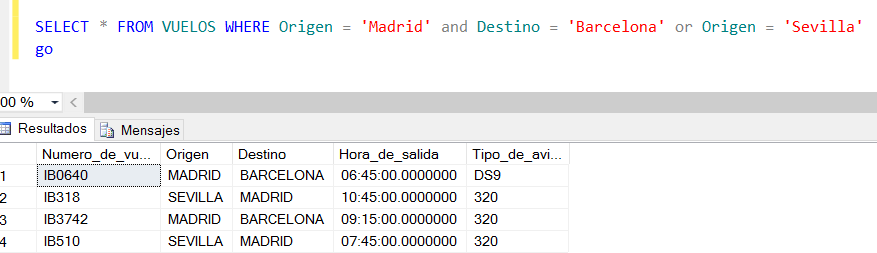 SELECT * FROM VUELOS WHERE Origen = 'Madrid' and Destino = 'Barcelona' or Origen = 'Sevilla'
go
00 %
Resultados Mensajes
Numero_de_vu... Origen Destino Hora_de_salida Tipo_de_avi...
1 IB0640 MADRID BARCELONA 06:45:00.0000000 DS9
2 IB318 SEVILLA MADRID 10:45:00.0000000 320
3 IB3742 MADRID BARCELONA 09:15:00.0000000 320
4 IB510 SEVILLA MADRID 07:45:00.0000000 320